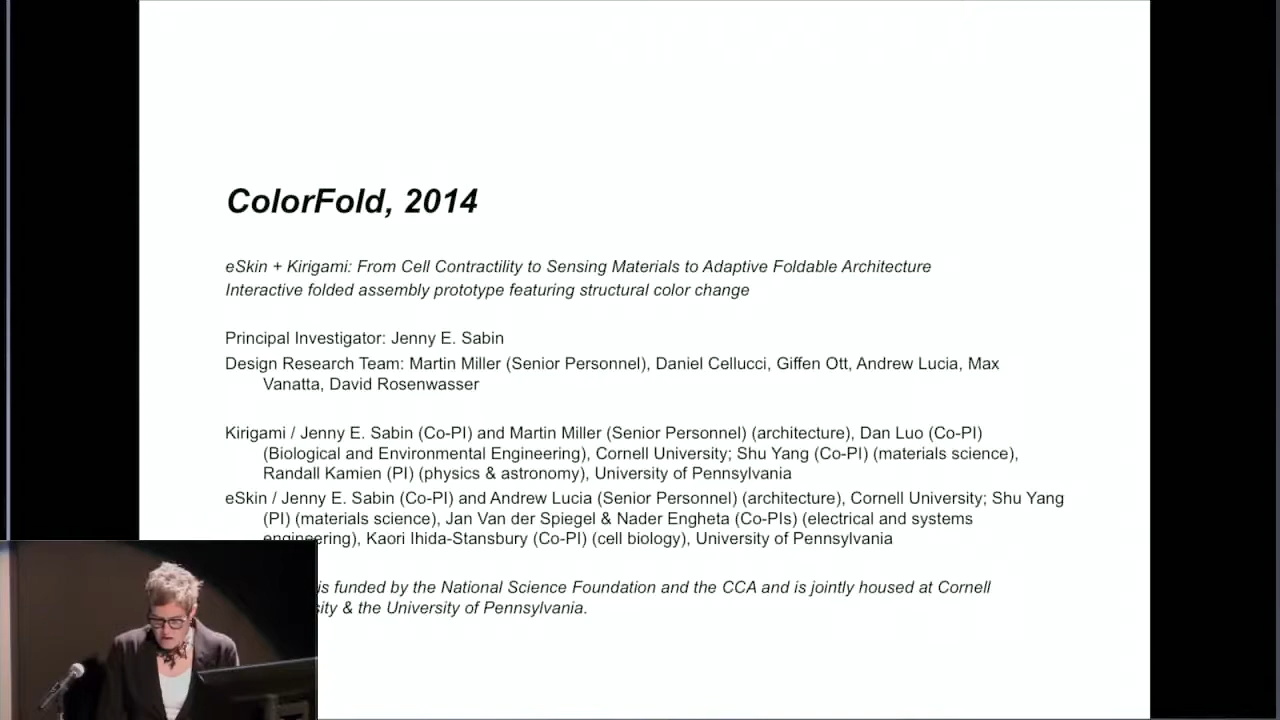 ColorFold, 2014
eSkin + Kirigami: From Cell Contractility to Sensing Materials to Adaptive Foldable Architecture
Interactive folded assembly prototype featuring structural color change
Principal Investigator: Jenny E. Sabin
Design Research Team: Martin Miller (Senior Personnel), Daniel Cellucci, Giffen Ott, Andrew Lucia, Max
Vanatta, David Rosenwasser
Kirigami / Jenny E. Sabin (Co-PI) and Martin Miller (Senior Personnel) (architecture), Dan Luo (Co-PI)
(Biological and Environmental Engineering), Cornell University; Shu Yang (Co-PI) (materials science),
Randall Kamien (PI) (physics & astronomy), University of Pennsylvania
eSkin / Jenny E. Sabin (Co-PI) and Andrew Lucia (Senior Personnel) (architecture), Cornell University; Shu Yang
(PI) (materials science), Jan Van der Spiegel & Nader Engheta (Co-PIs) (electrical and systems
engineering), Kaori Ihida-Stansbury (Co-PI) (cell biology), University of Pennsylvania
is funded by the National Science Foundation and the CCA and is jointly housed at Cornell
sity & the University of Pennsylvania.